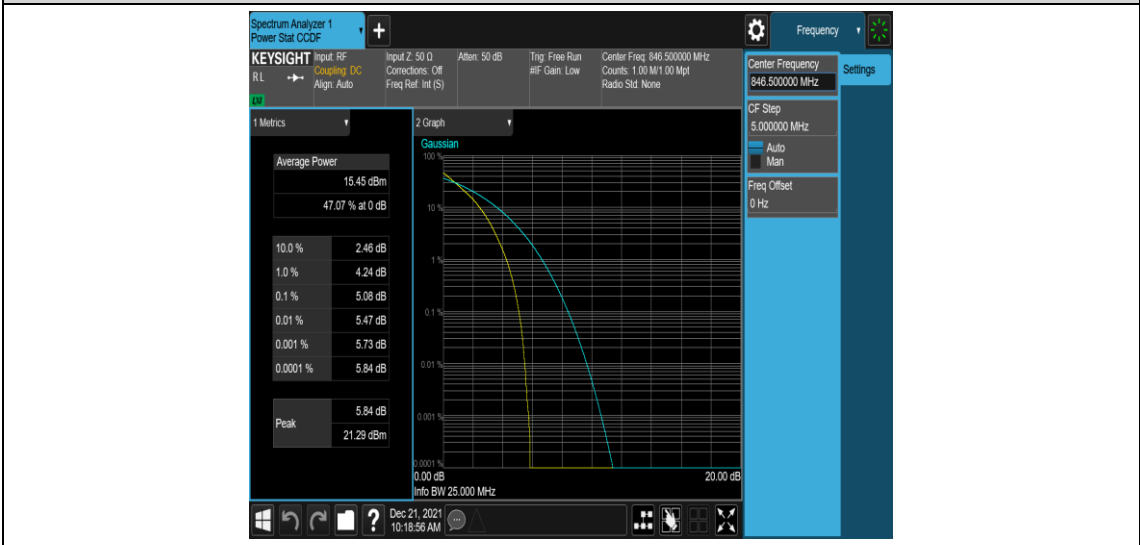 Spectrum Analyzer 1
Power Stat CCDF
+
Frequency
KEYSIGHT
RL
LXI
Input: RF
Coupling: DC
Align: Auto
Input Z: 50 Ω
Corrections: Off
Freq Ref: Int (S)
Atten: 50 dB
Trig: Free Run
#IF Gain: Low
Center Freq: 846.500000 MHz
Counts: 1.00 M/1.00 Mpt
Radio Std: None
Center Frequency
846.500000 MHz
Settings
CF Step
5.000000 MHz
Auto
Man
Freq Offset
0 Hz
1 Metrics
Average Power
15.45 dBm
47.07 % at 0 dB
10.0 % 2.46 dB
1.0 % 4.24 dB
0.1 % 5.08 dB
0.01 % 5.47 dB
0.001 % 5.73 dB
0.0001 % 5.84 dB
Peak
5.84 dB
21.29 dBm
2 Graph
Gaussian
100 %
10 %
1 %
0.1 %
0.01 %
0.001 %
0.0001 %
0.00 dB 20.00 dB
Info BW 25.000 MHz
?
Dec 21, 2021
10:18:56 AM